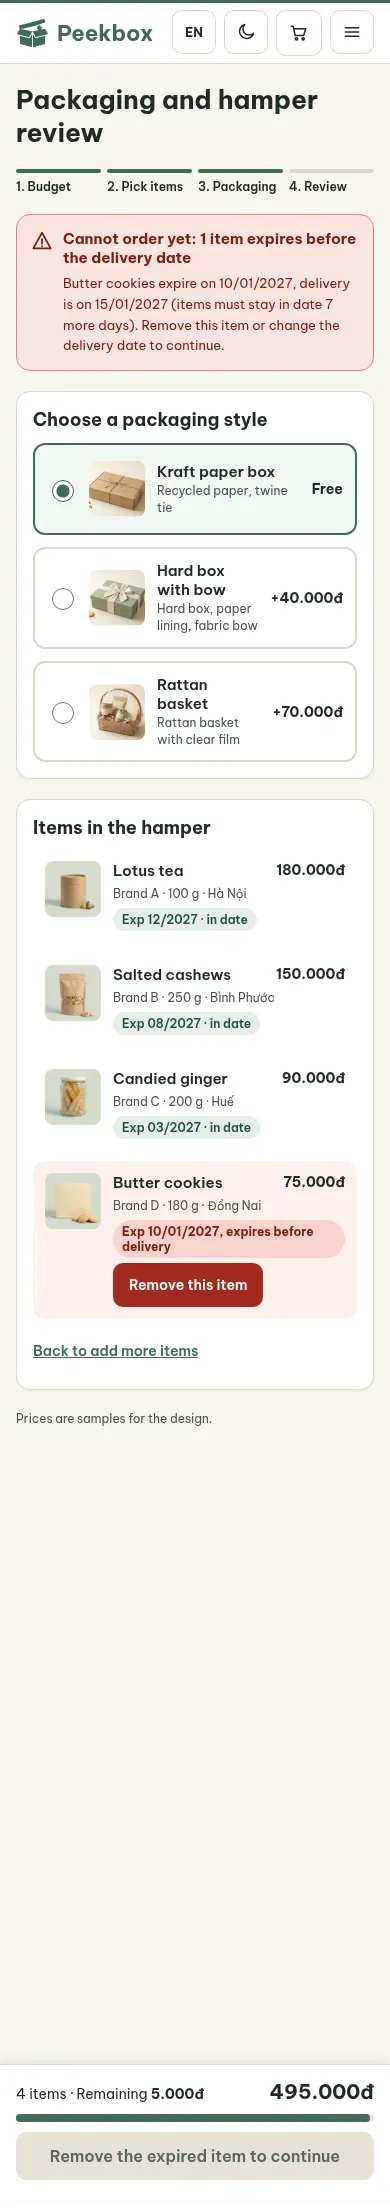 Peekbox
EN
Packaging and hamper
review
1. Budget
2. Pick items
3. Packaging
4. Review
Cannot order yet: 1 item expires before
the delivery date
Butter cookies expire on 10/01/2027, delivery
is on 15/01/2027 (items must stay in date 7
more days). Remove this item or change the
delivery date to continue.
Choose a packaging style
Kraft paper box
Recycled paper, twine
tie
Free
Hard box
with bow
Hard box, paper
lining, fabric bow
+40.000đ
Rattan
basket
Rattan basket
with clear film
+70.000đ
Items in the hamper
Lotus tea
180.000đ
Brand A · 100 g · Hà Nội
Exp 12/2027 · in date
Salted cashews
150.000đ
Brand B · 250 g · Bình Phước
Exp 08/2027 · in date
Candied ginger
90.000đ
Brand C · 200 g · Huế
Exp 03/2027 · in date
Butter cookies
75.000đ
Brand D · 180 g · Đồng Nai
Exp 10/01/2027, expires before
delivery
Remove this item
Back to add more items
Prices are samples for the design.
4 items · Remaining 5.000đ
495.000đ
Remove the expired item to continue